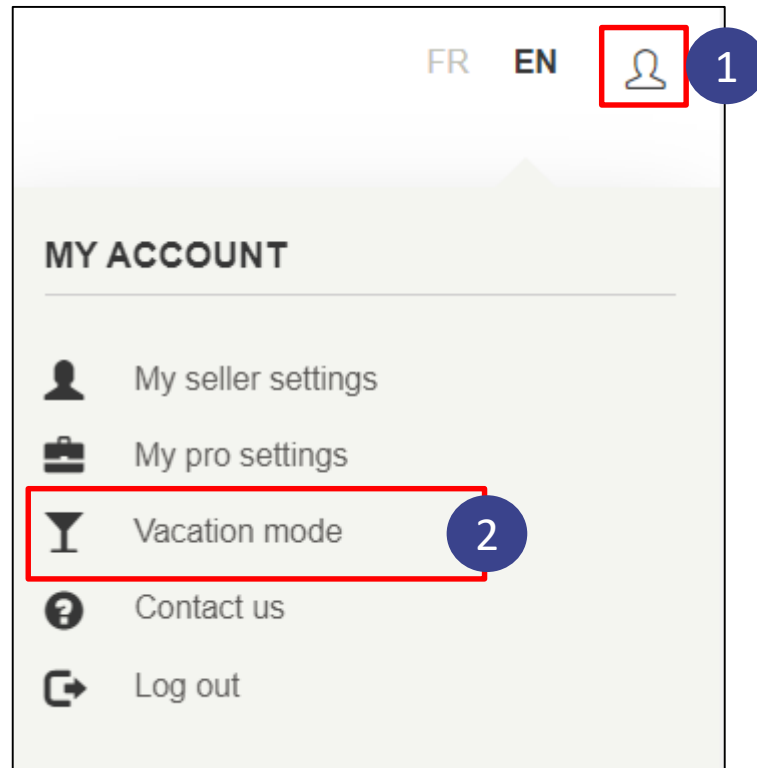 FR EN 1
MY ACCOUNT
My seller settings
My pro settings
Vacation mode 2
Contact us
Log out